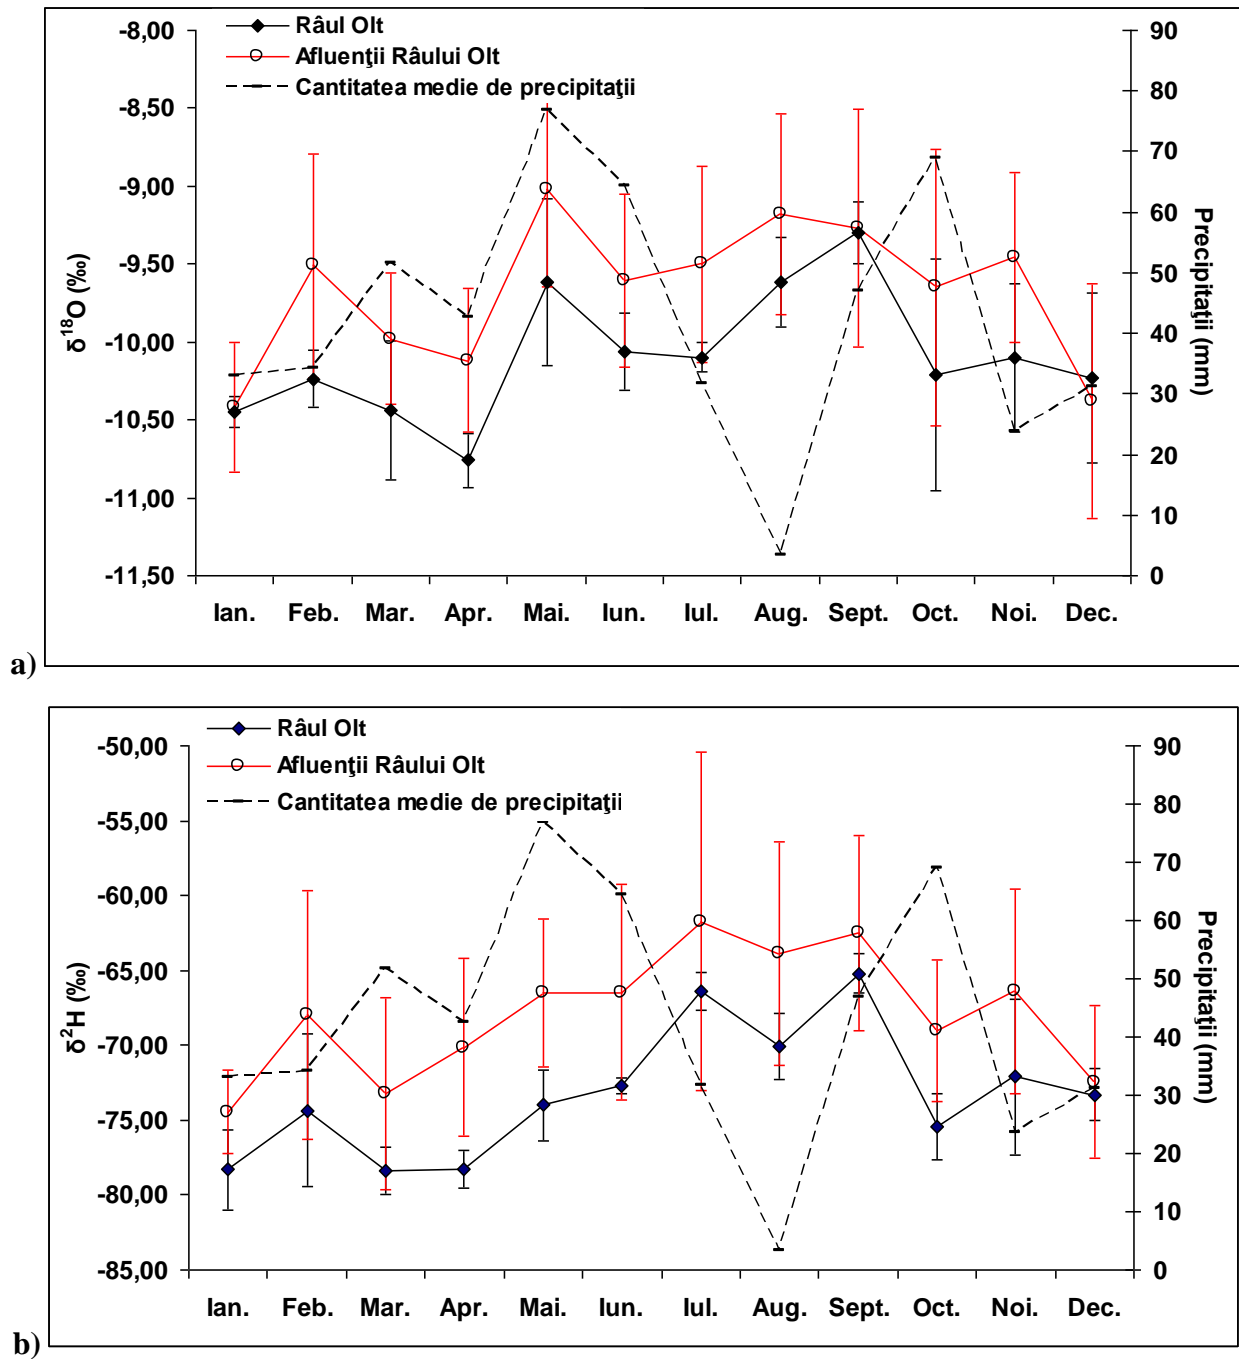 Râul Olt
Afluenţii Râului Olt
Cantitatea medie de precipitaţii
-8,00
-8,50
-9,00
-9,50
-10,00
-10,50
-11,00
-11,50
δ18O (‰)
90
80
70
60
50
40
30
20
10
0
Precipitaţii (mm)
Ian. Feb. Mar. Apr. Mai. Iun. Iul. Aug. Sept. Oct. Noi. Dec.
a)
Râul Olt
Afluenţii Râului Olt
Cantitatea medie de precipitaţii
-50,00
-55,00
-60,00
-65,00
-70,00
-75,00
-80,00
-85,00
δ2H (‰)
90
80
70
60
50
40
30
20
10
0
Precipitaţii (mm)
Ian. Feb. Mar. Apr. Mai. Iun. Iul. Aug. Sept. Oct. Noi. Dec.
b)